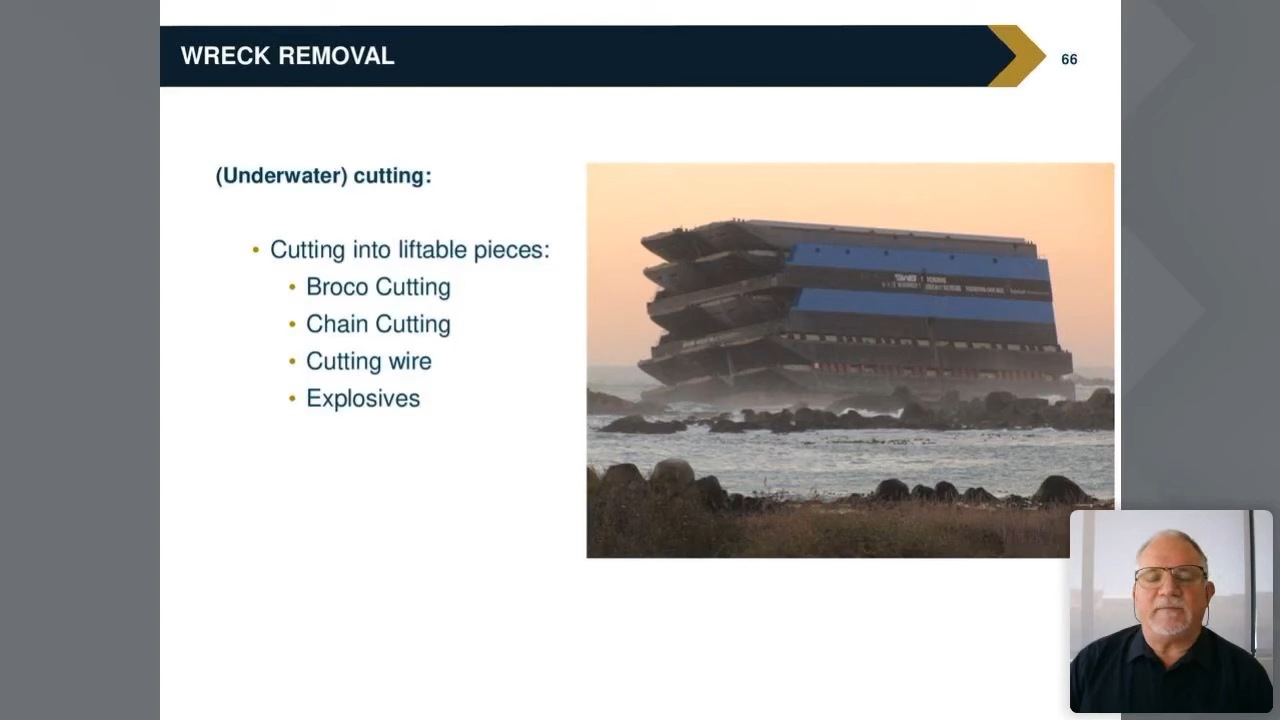 WRECK REMOVAL
66
(Underwater) cutting:
• Cutting into liftable pieces:
• Broco Cutting
• Chain Cutting
• Cutting wire
• Explosives